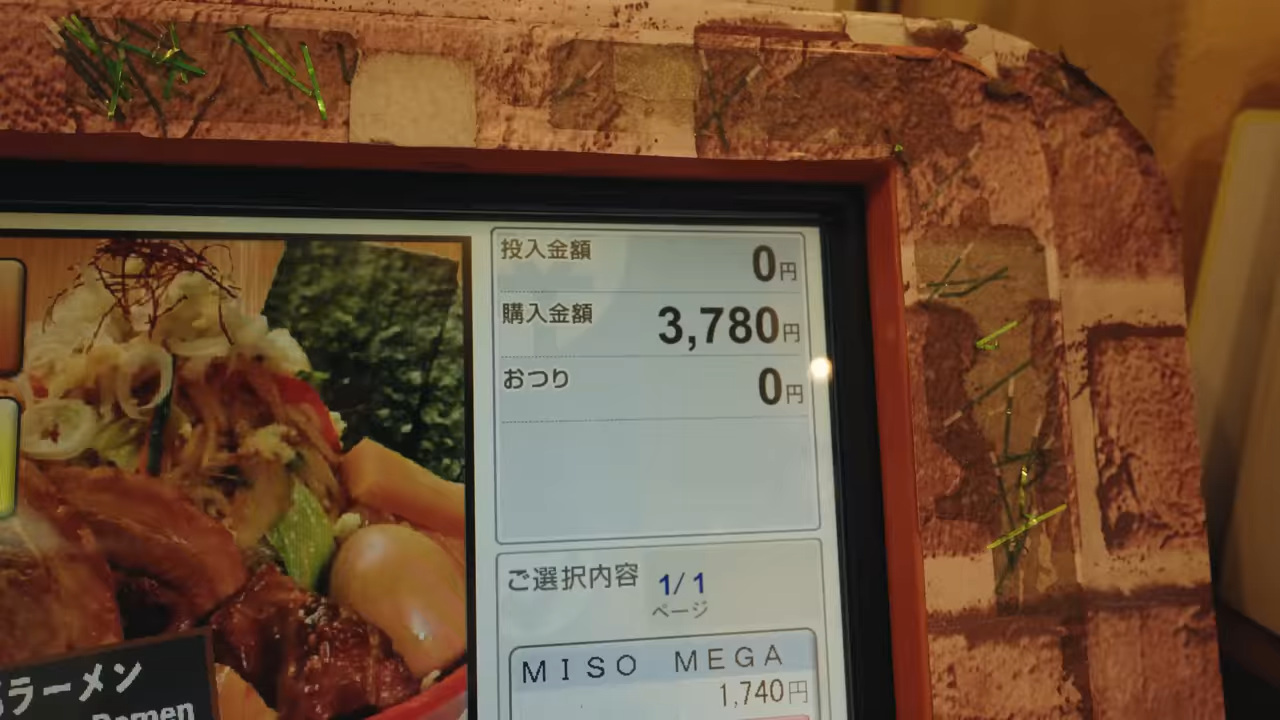 投入金額 0円
購入金額 3,780円
おつり 0円
ご選択内容 1/1
ページ
MISO MEGA
1,740円
ラーメン
Ramen